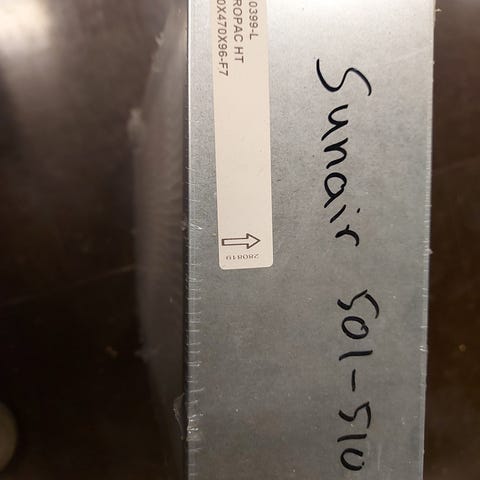 0399-L
ROPAC HT
0X470X96-F7
280819
Sunair 501-510